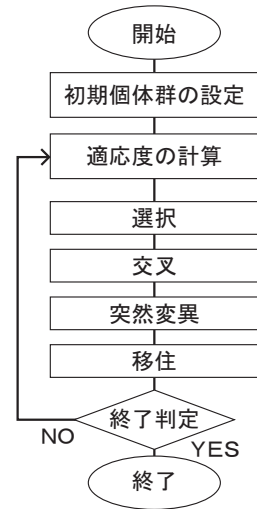 開始
初期個体群の設定
適応度の計算
選択
交叉
突然変異
移住
終了判定
NO
YES
終了